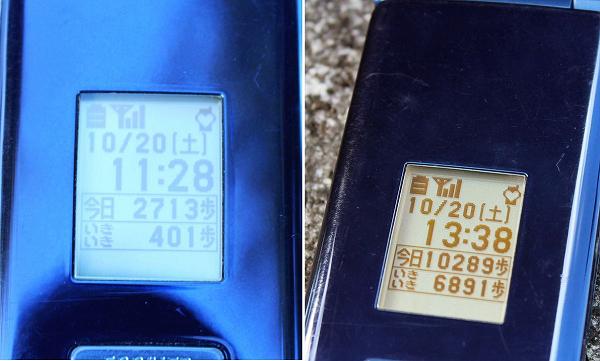 10/20[土]
11:28
今日 2713歩
いきいき 401歩
10/20[土]
13:38
今日10289歩
いきいき 6891歩